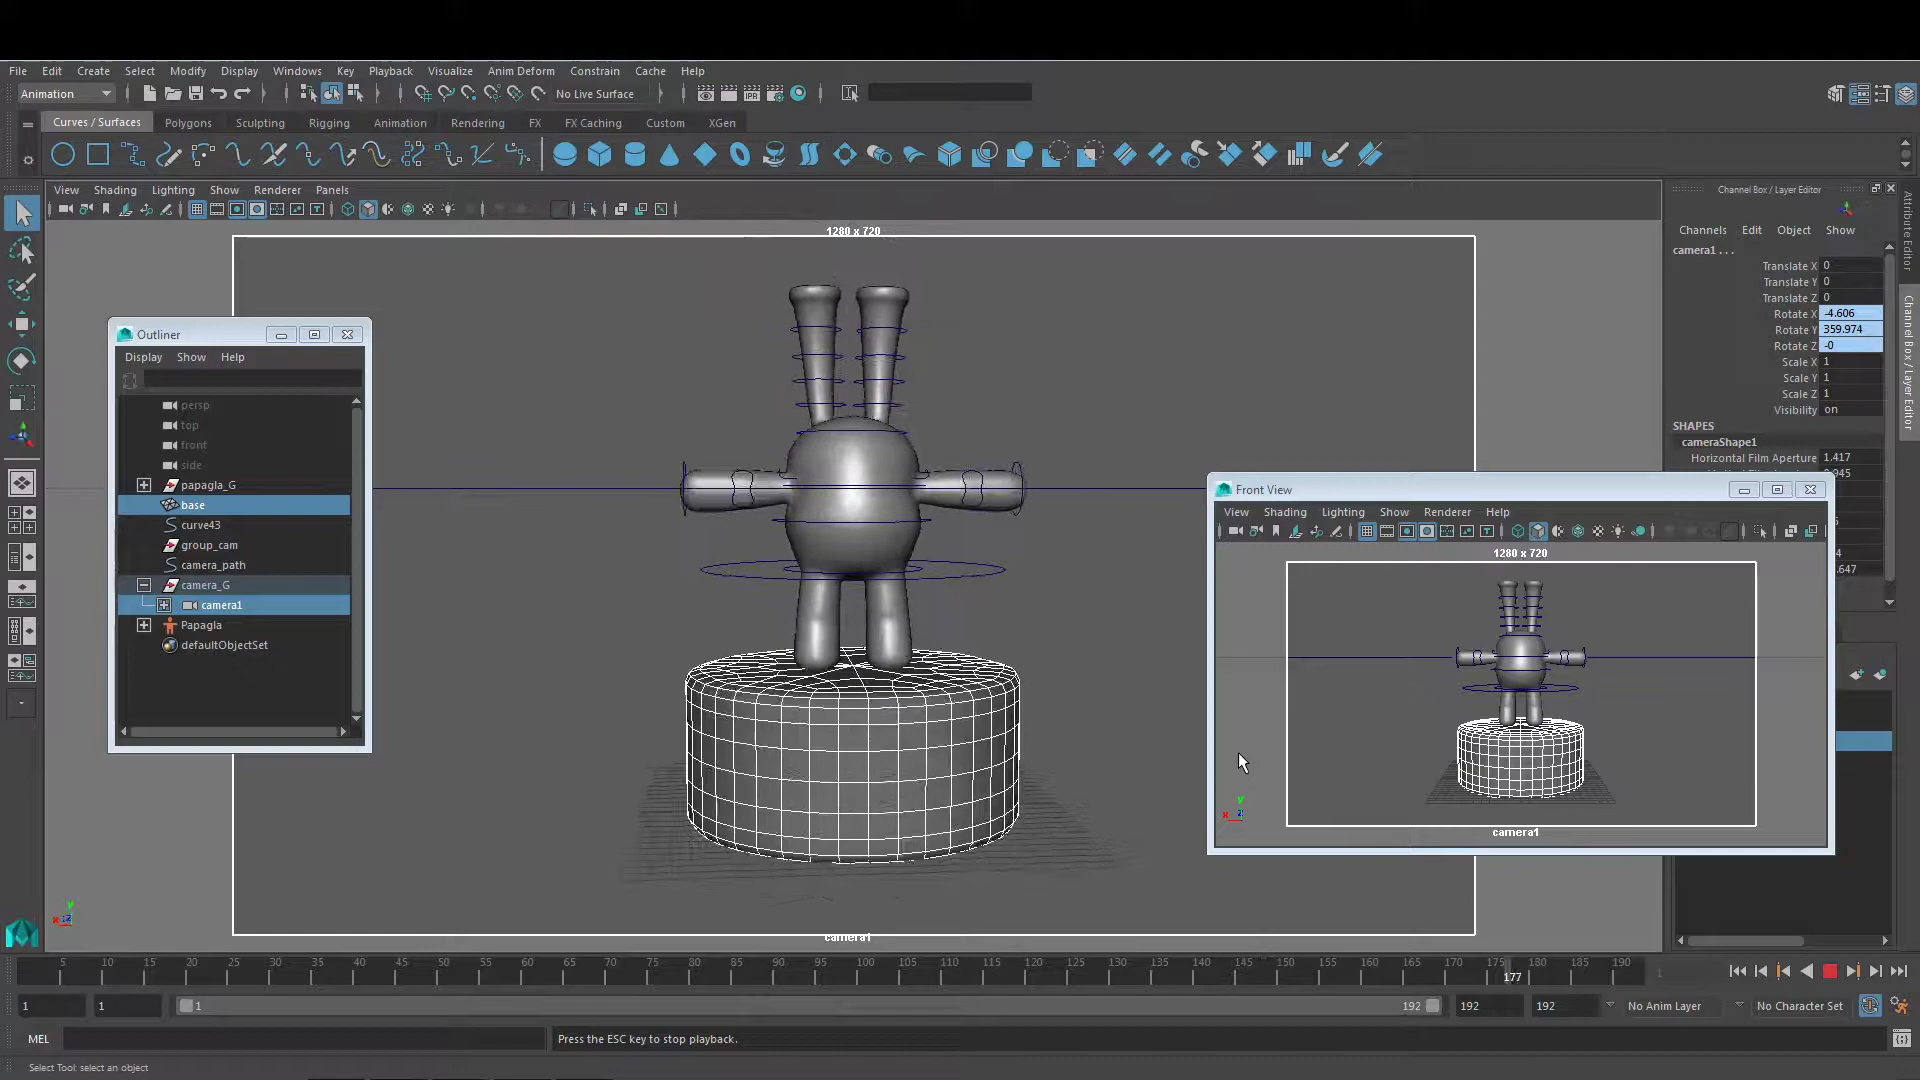 File Edit Create Select Modify Display Windows Key Playback Visualize Anim Deform Constrain Cache Help
Animation No Live Surface
Curves / Surfaces Polygons Sculpting Rigging Animation Rendering FX FX Caching Custom XGen
View Shading Lighting Show Renderer Panels
1280 x 720
camera1
Outliner
Display Show Help
persp
top
front
side
papagla_G
base
curve43
group_cam
camera_path
camera_G
camera1
Papagla
defaultObjectSet
Front View
View Shading Lighting Show Renderer Help
1280 x 720
camera1
Channel Box / Layer Editor
Channels Edit Object Show
camera1 . . .
Translate X 0
Translate Y 0
Translate Z 0
Rotate X -4.606
Rotate Y 359.974
Rotate Z -0
Scale X 1
Scale Y 1
Scale Z 1
Visibility on
SHAPES
cameraShape1
Horizontal Film Aperture 1.417
Attribute Editor
Channel Box / Layer Editor
5 10 15 20 25 30 35 40 45 50 55 60 65 70 75 80 85 90 95 100 105 110 115 120 125 130 135 140 145 150 155 160 165 170 175 180 185 190
177
1
1 1 1 192 192 192 No Anim Layer No Character Set
MEL Press the ESC key to stop playback.
Select Tool: select an object